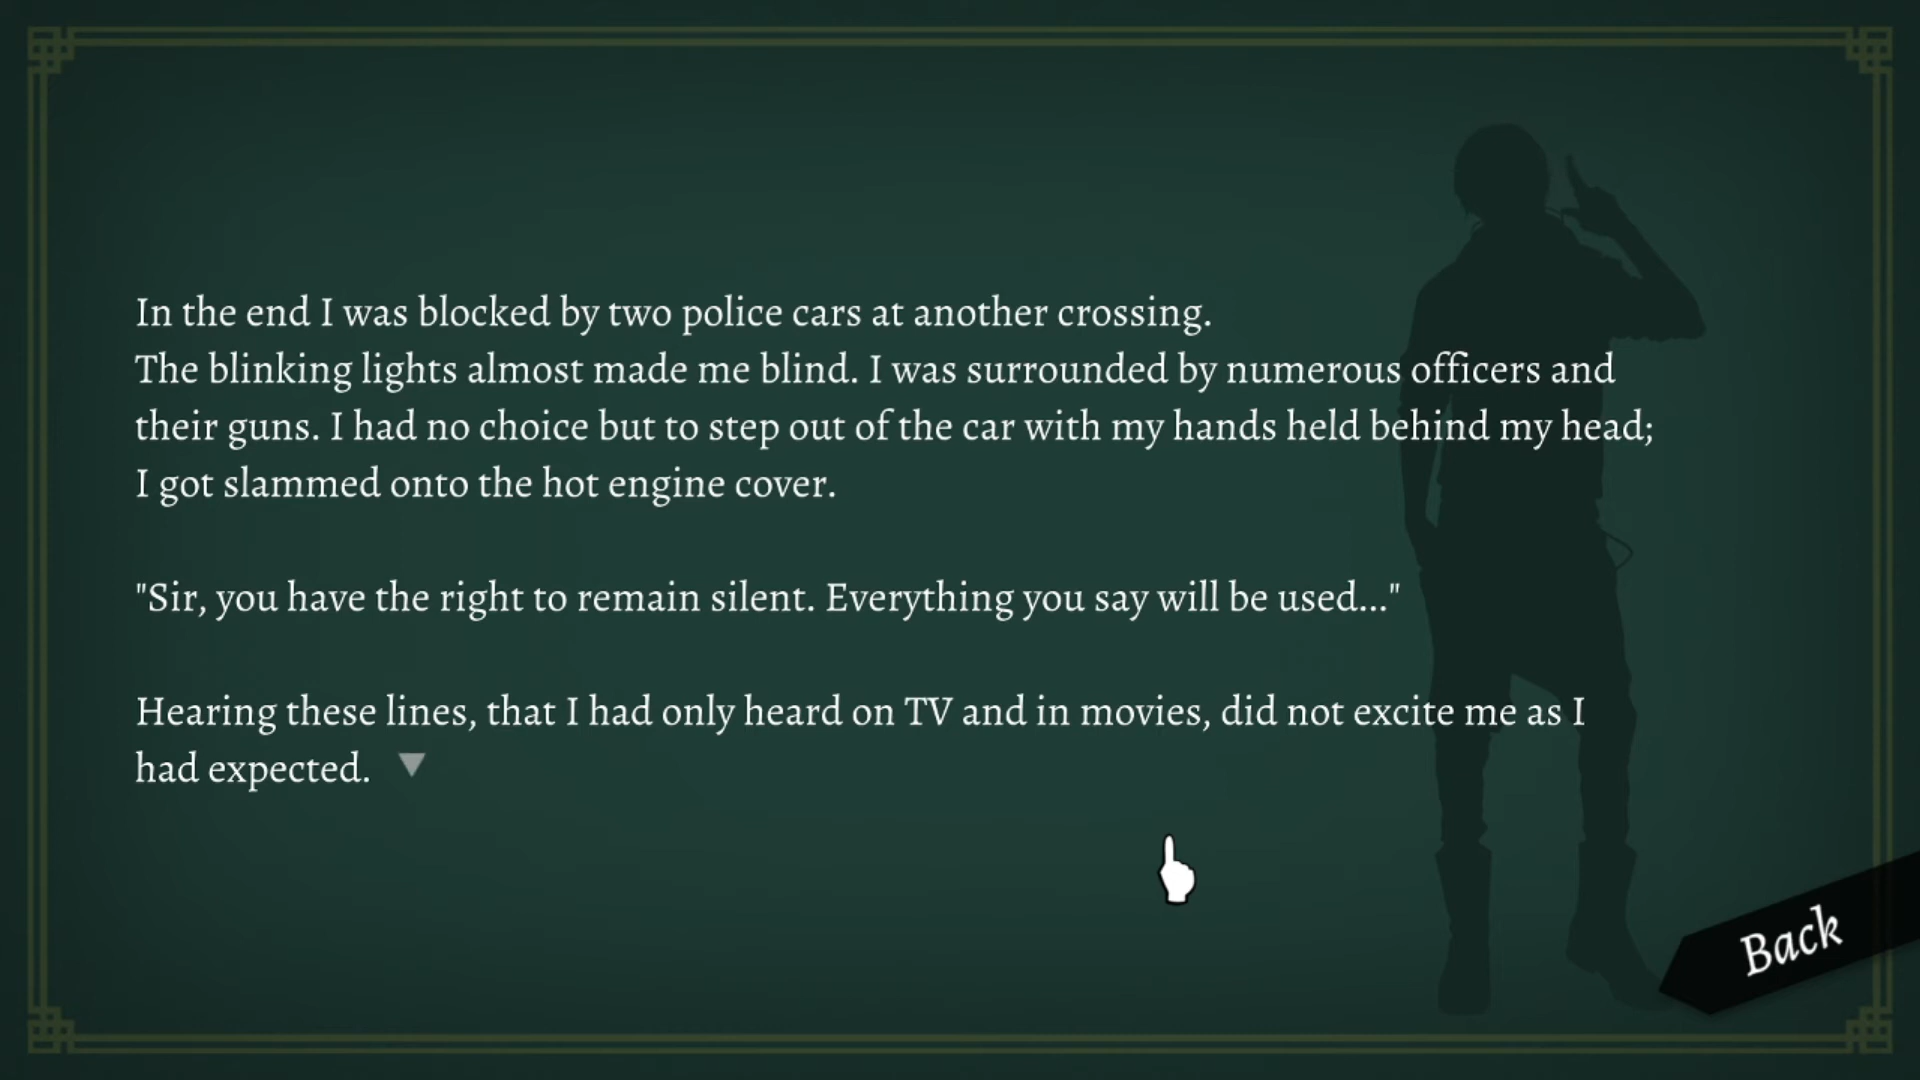 In the end I was blocked by two police cars at another crossing.
The blinking lights almost made me blind. I was surrounded by numerous officers and
their guns. I had no choice but to step out of the car with my hands held behind my head;
I got slammed onto the hot engine cover.
"Sir, you have the right to remain silent. Everything you say will be used..."
Hearing these lines, that I had only heard on TV and in movies, did not excite me as I
had expected.
Back